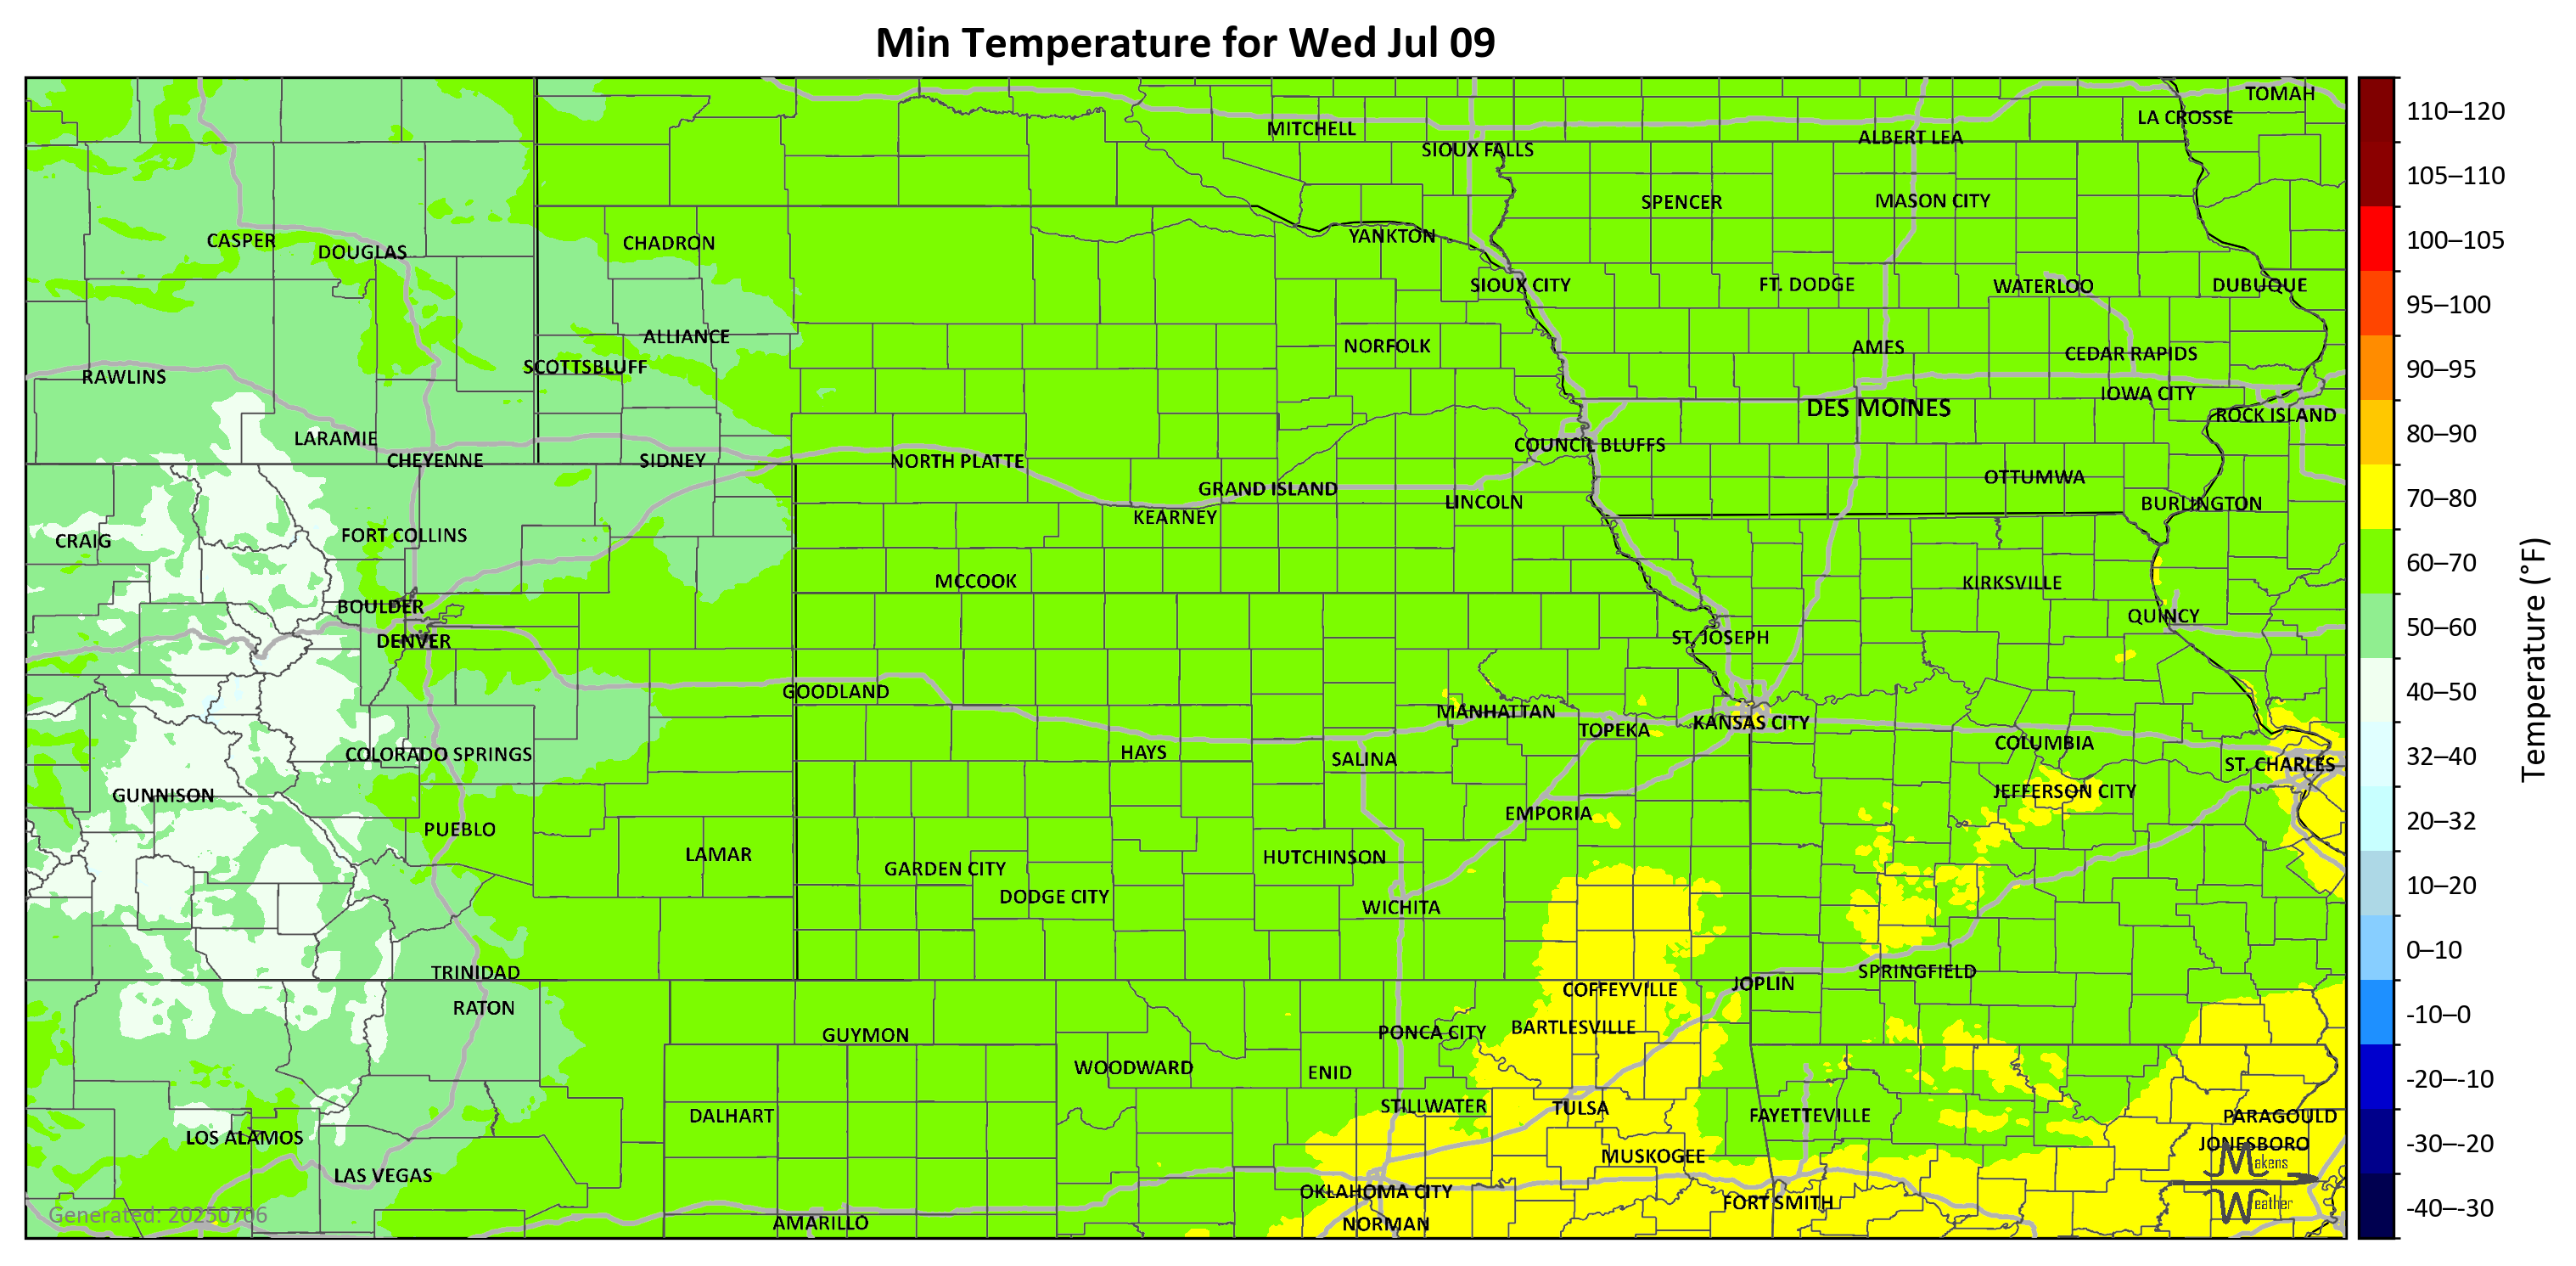 Min Temperature for Wed Jul 09
TOMAH
LA CROSSE
MITCHELL
ALBERT LEA
SIOUX FALLS
SPENCER
MASON CITY
CASPER
DOUGLAS
CHADRON
YANKTON
SIOUX CITY
FT. DODGE
WATERLOO
DUBUQUE
ALLIANCE
NORFOLK
AMES
CEDAR RAPIDS
SCOTTSBLUFF
RAWLINS
IOWA CITY
DES MOINES
ROCK ISLAND
LARAMIE
COUNCIL BLUFFS
CHEYENNE
SIDNEY
NORTH PLATTE
OTTUMWA
GRAND ISLAND
LINCOLN
BURLINGTON
KEARNEY
FORT COLLINS
CRAIG
MCCOOK
KIRKSVILLE
BOULDER
QUINCY
DENVER
ST. JOSEPH
GOODLAND
MANHATTAN
KANSAS CITY
TOPEKA
COLUMBIA
COLORADO SPRINGS
HAYS
SALINA
ST. CHARLES
GUNNISON
JEFFERSON CITY
EMPORIA
PUEBLO
LAMAR
HUTCHINSON
GARDEN CITY
DODGE CITY
WICHITA
TRINIDAD
SPRINGFIELD
JOPLIN
COFFEYVILLE
RATON
BARTLESVILLE
GUYMON
PONCA CITY
WOODWARD
ENID
STILLWATER
TULSA
DALHART
FAYETTEVILLE
PARAGOULD
LOS ALAMOS
JONESBORO
MUSKOGEE
LAS VEGAS
OKLAHOMA CITY
FORT SMITH
AMARILLO
NORMAN
Generated: 20250706
Makens
Weather
110–120
105–110
100–105
95–100
90–95
80–90
70–80
60–70
50–60
40–50
32–40
20–32
10–20
0–10
-10–0
-20–-10
-30–-20
-40–-30
Temperature (°F)